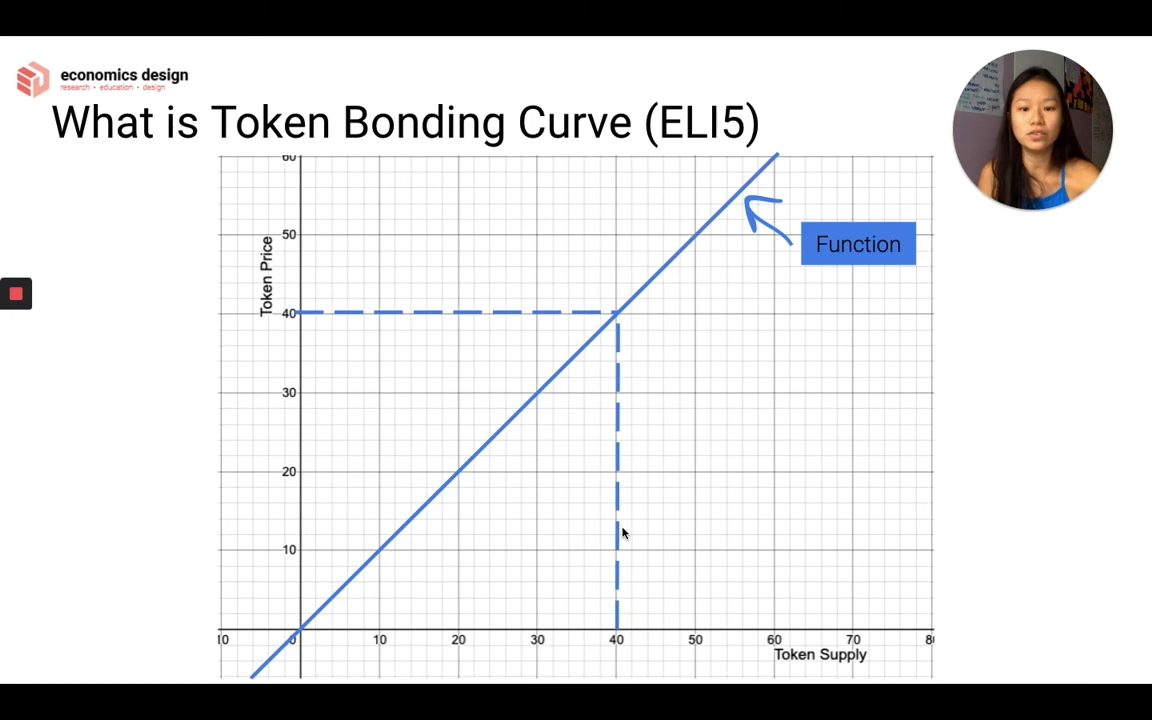 economics design
research • education • design
What is Token Bonding Curve (ELI5)
60
Function
50
Token Price
40
30
20
10
10 0 10 20 30 40 50 60 70 8
Token Supply